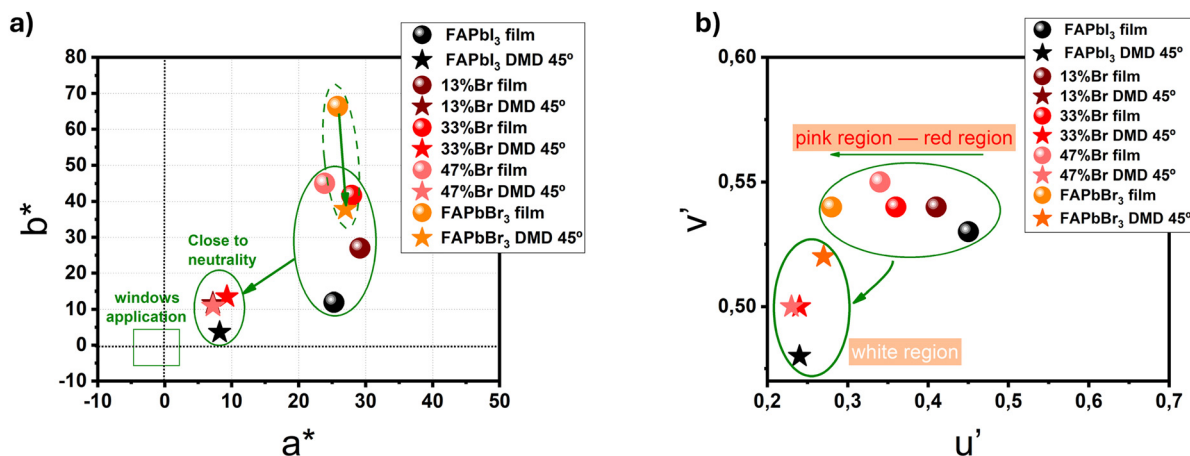 a)
FAPbI₃ film
FAPbI₃ DMD 45º
13%Br film
13%Br DMD 45º
33%Br film
33%Br DMD 45º
47%Br film
47%Br DMD 45º
FAPbBr₃ film
FAPbBr₃ DMD 45º
b*
80
70
60
50
40
30
20
10
0
-10
Close to
neutrality
windows
application
-10
0
10
20
30
40
50
a*
b)
FAPbI₃ film
FAPbI₃ DMD 45º
13%Br film
13%Br DMD 45º
33%Br film
33%Br DMD 45º
47%Br film
47%Br DMD 45º
FAPbBr₃ film
FAPbBr₃ DMD 45º
v’
0,60
0,55
0,50
pink region — red region
white region
0,2
0,3
0,4
0,5
0,6
0,7
u’